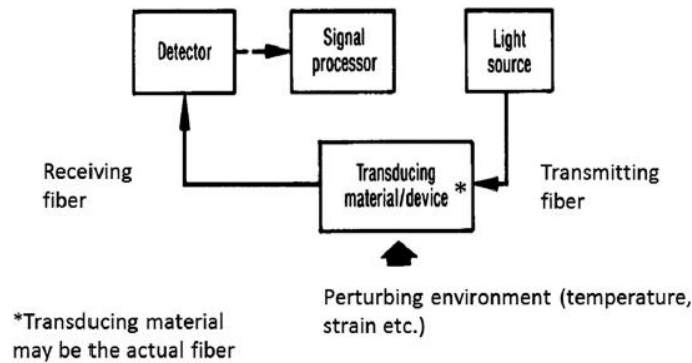 Detector
Signal
processor
Light
source
Receiving
fiber
Transducing
material/device *
Transmitting
fiber
Perturbing environment (temperature,
strain etc.)
*Transducing material
may be the actual fiber